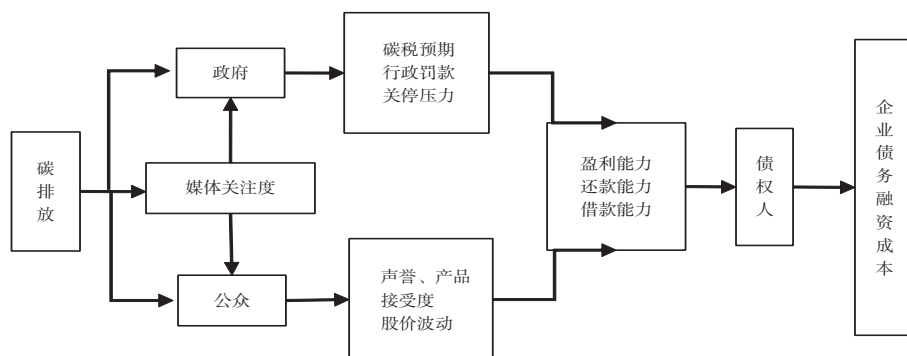 碳排放
政府
媒体关注度
公众
碳税预期
行政罚款
关停压力
声誉、产品
接受度
股价波动
盈利能力
还款能力
借款能力
债权人
企业债务融资成本